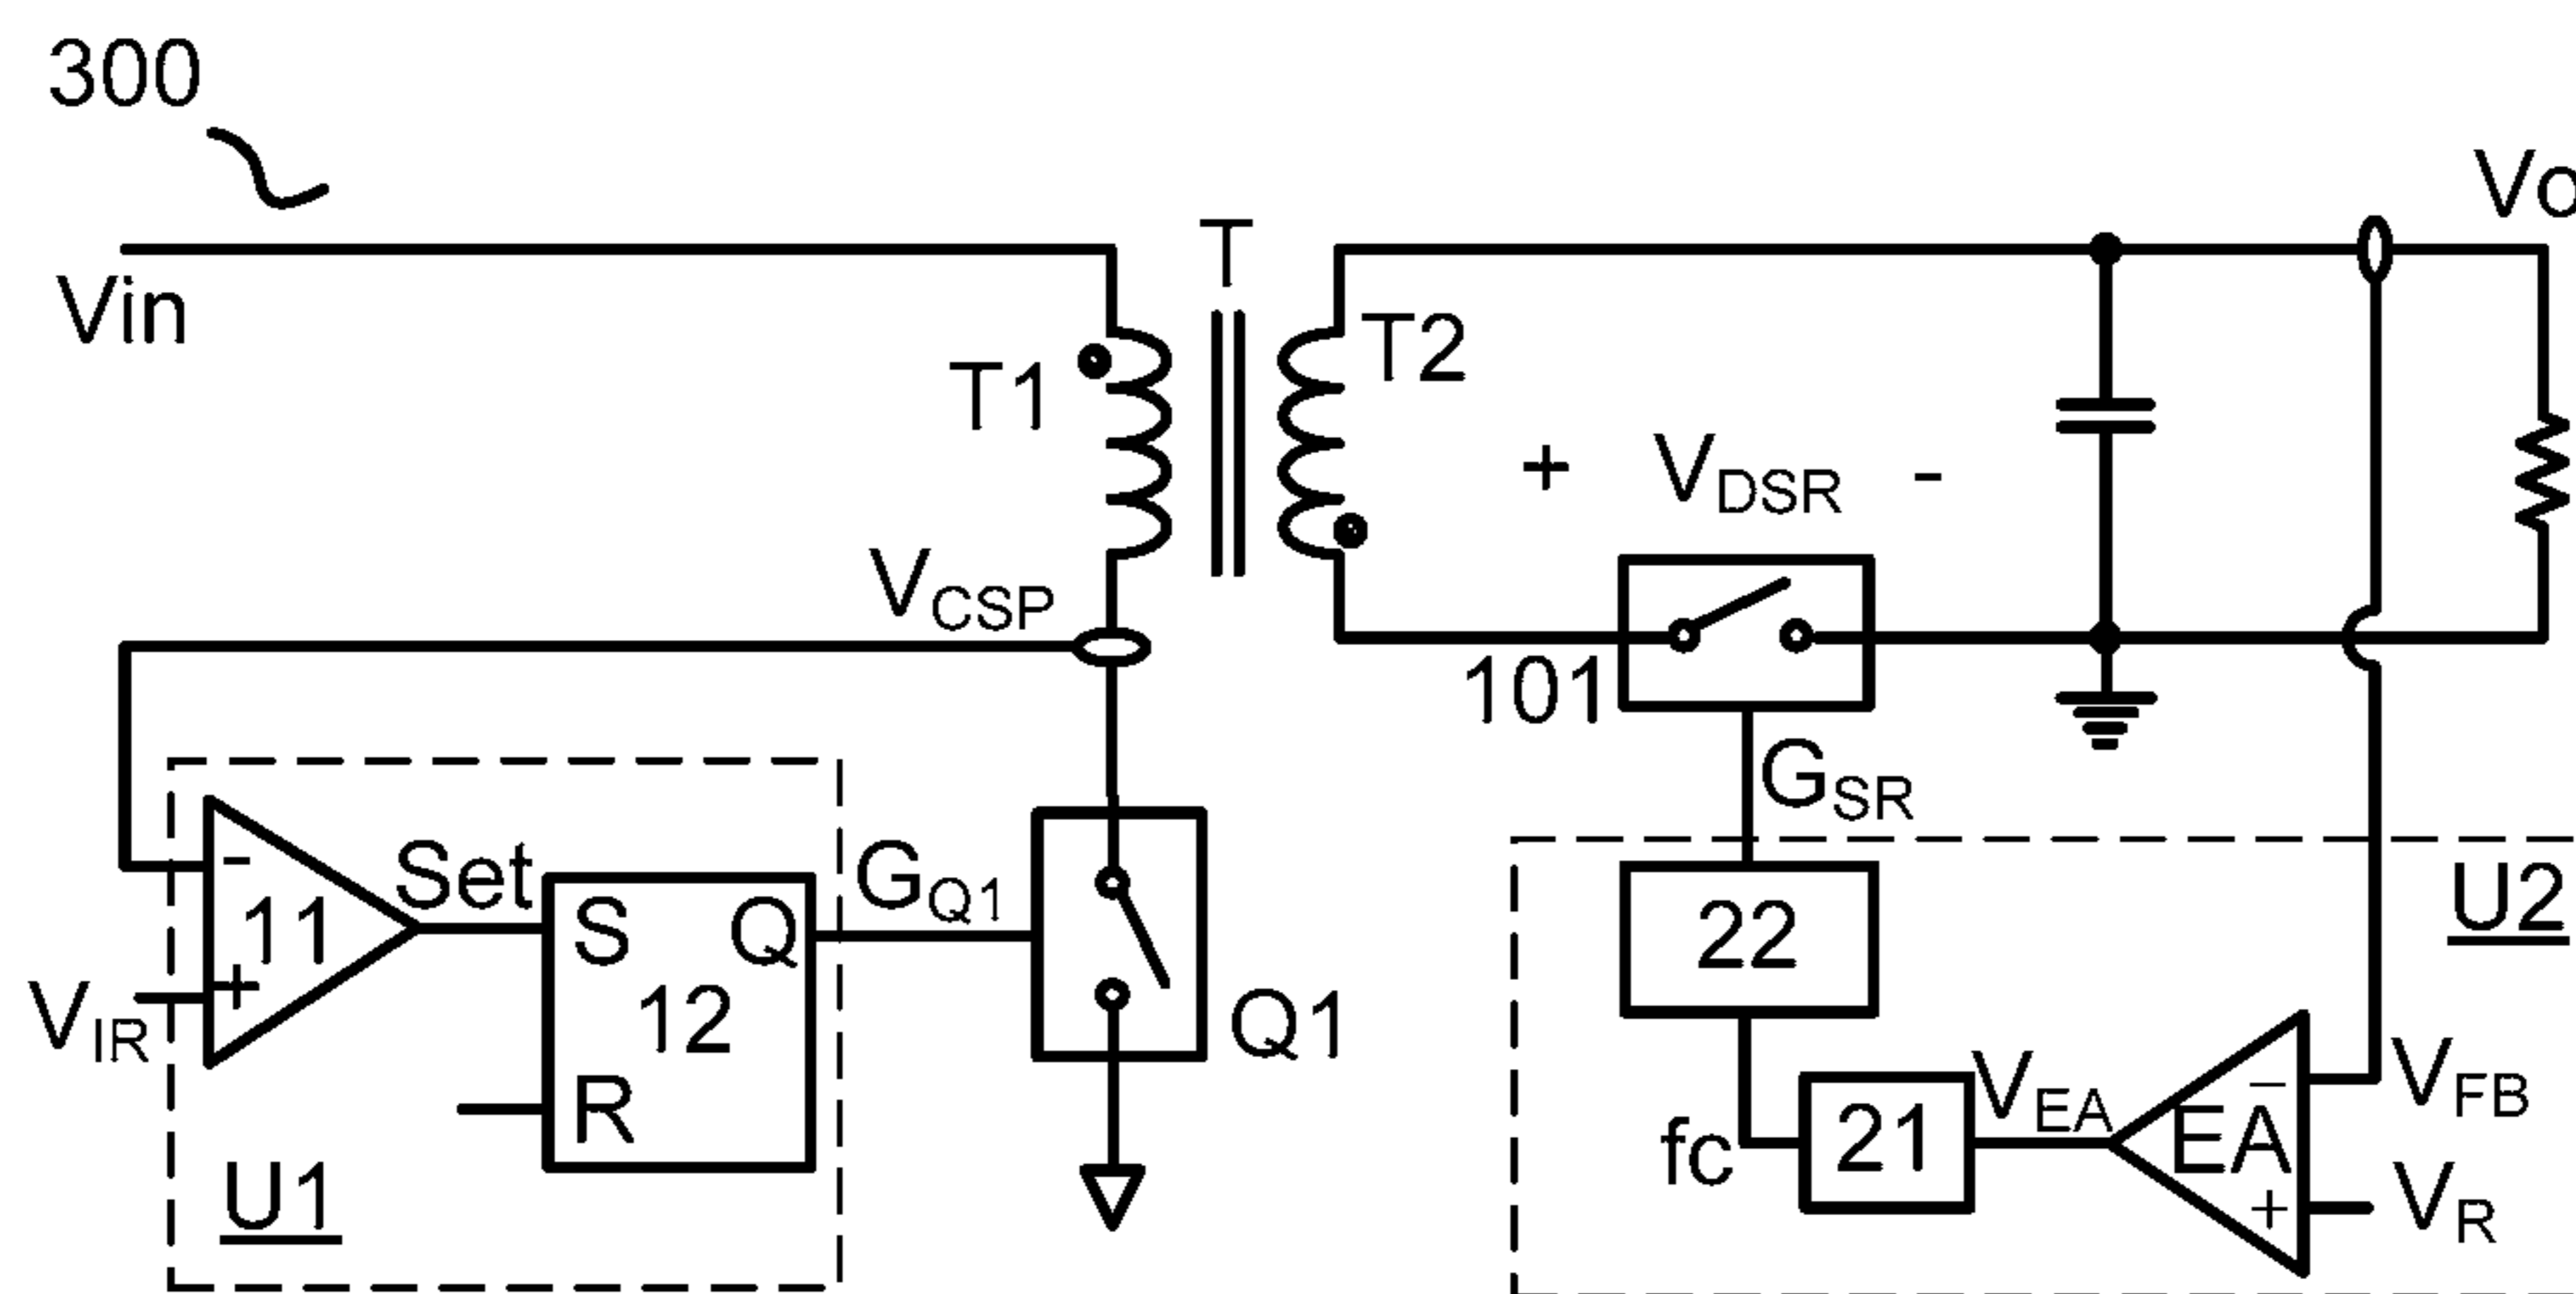 300
Vin
T
Vo
T1
T2
+ VDSR -
VCSP
101
GSR
-
11
+
VIR
Set
S
Q
12
R
GQ1
Q1
U1
22
U2
fc
21
VEA
EA
−
+
VFB
VR